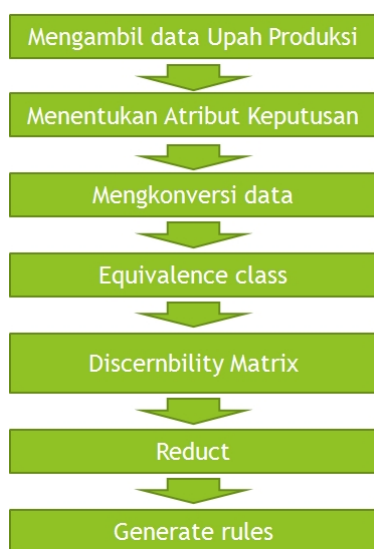 Mengambil data Upah Produksi
Menentukan Atribut Keputusan
Mengkonversi data
Equivalence class
Discernbility Matrix
Reduct
Generate rules